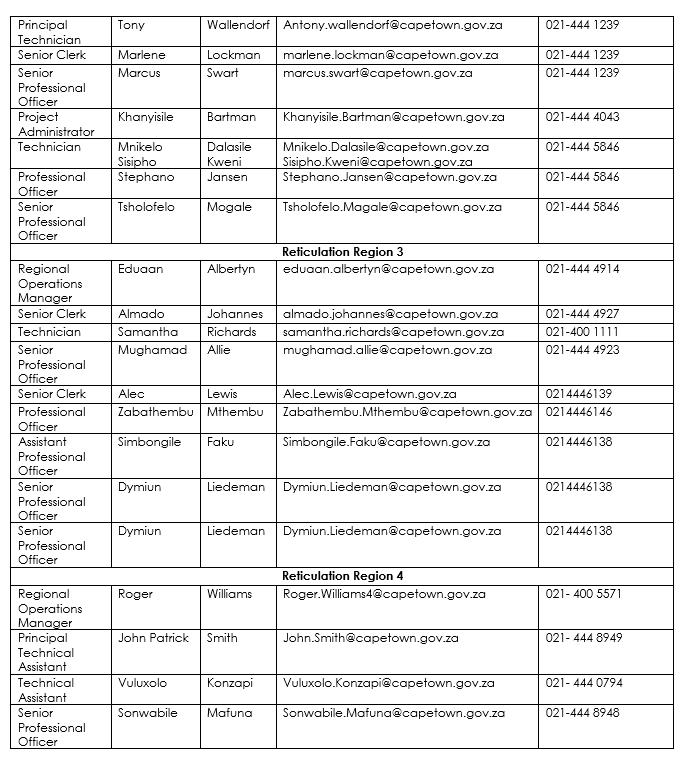 Principal Tony Wallendorf Antony.wallendorf@capetown.gov.za 021-444 1239
Technician
Senior Clerk Marlene Lockman marlene.lockman@capetown.gov.za 021-444 1239
Senior Marcus Swart marcus.swart@capetown.gov.za 021-444 1239
Professional
Officer
Project Khanyisile Bartman Khanyisile.Bartman@capetown.gov.za 021-444 4043
Administrator
Technician Mnikelo Dalasile Mnikelo.Dalasile@capetown.gov.za 021-444 5846
Sisipho Kweni Sisipho.Kweni@capetown.gov.za
Professional Stephano Jansen Stephano.Jansen@capetown.gov.za 021-444 5846
Officer
Senior Tsholofelo Mogale Tsholofelo.Magale@capetown.gov.za 021-444 5846
Professional
Officer
Reticulation Region 3
Regional Eduaan Albertyn eduaan.albertyn@capetown.gov.za 021-444 4914
Operations
Manager
Senior Clerk Almado Johannes almado.johannes@capetown.gov.za 021-444 4927
Technician Samantha Richards samantha.richards@capetown.gov.za 021-400 1111
Senior Mughamad Allie mughamad.allie@capetown.gov.za 021-444 4923
Professional
Officer
Senior Clerk Alec Lewis Alec.Lewis@capetown.gov.za 0214446139
Professional Zabathembu Mthembu Zabathembu.Mthembu@capetown.gov.za 0214446146
Officer
Assistant Simbongile Faku Simbongile.Faku@capetown.gov.za 0214446138
Professional
Officer
Senior Dymiun Liedeman Dymiun.Liedeman@capetown.gov.za 0214446138
Professional
Officer
Senior Dymiun Liedeman Dymiun.Liedeman@capetown.gov.za 0214446138
Professional
Officer
Reticulation Region 4
Regional Roger Williams Roger.Williams4@capetown.gov.za 021- 400 5571
Operations
Manager
Principal John Patrick Smith John.Smith@capetown.gov.za 021- 444 8949
Technical
Assistant
Technical Vuluxolo Konzapi Vuluxolo.Konzapi@capetown.gov.za 021- 444 0794
Assistant
Senior Sonwabile Mafuna Sonwabile.Mafuna@capetown.gov.za 021-444 8948
Professional
Officer